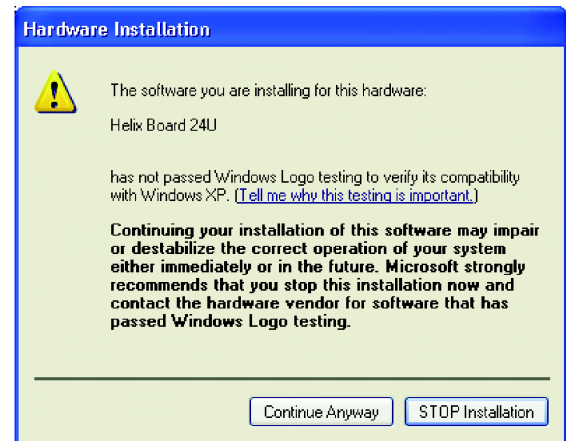 Hardware Installation
The software you are installing for this hardware:
Helix Board 24U
has not passed Windows Logo testing to verify its compatibility
with Windows XP. (Tell me why this testing is important.)
Continuing your installation of this software may impair
or destabilize the correct operation of your system
either immediately or in the future. Microsoft strongly
recommends that you stop this installation now and
contact the hardware vendor for software that has
passed Windows Logo testing.
Continue Anyway
STOP Installation